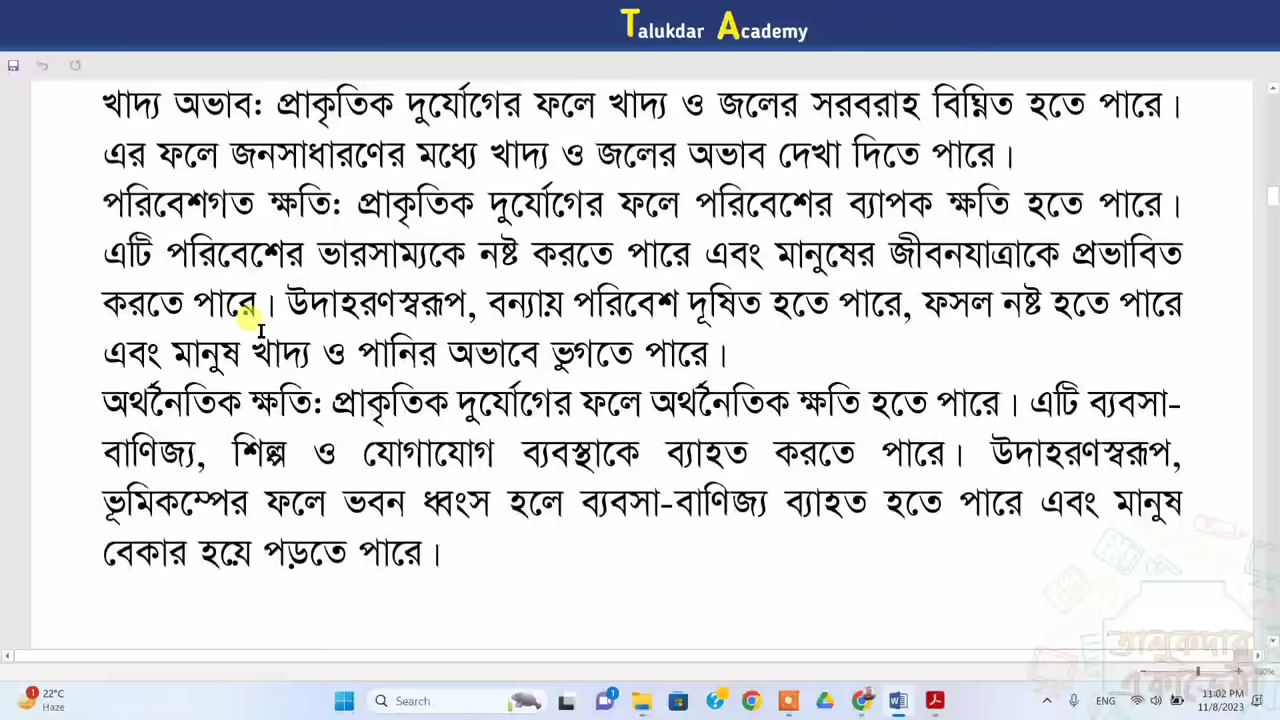 Talukdar Academy
খাদ্য অভাব: প্রাকৃতিক দুর্যোগের ফলে খাদ্য ও জলের সরবরাহ বিঘ্নিত হতে পারে।
এর ফলে জনসাধারণের মধ্যে খাদ্য ও জলের অভাব দেখা দিতে পারে।
পরিবেশগত ক্ষতি: প্রাকৃতিক দুর্যোগের ফলে পরিবেশের ব্যাপক ক্ষতি হতে পারে।
এটি পরিবেশের ভারসাম্যকে নষ্ট করতে পারে এবং মানুষের জীবনযাত্রাকে প্রভাবিত
করতে পারে। উদাহরণস্বরূপ, বন্যায় পরিবেশ দূষিত হতে পারে, ফসল নষ্ট হতে পারে
এবং মানুষ খাদ্য ও পানির অভাবে ভুগতে পারে।
অর্থনৈতিক ক্ষতি: প্রাকৃতিক দুর্যোগের ফলে অর্থনৈতিক ক্ষতি হতে পারে। এটি ব্যবসা-
বাণিজ্য, শিল্প ও যোগাযোগ ব্যবস্থাকে ব্যাহত করতে পারে। উদাহরণস্বরূপ,
ভূমিকম্পের ফলে ভবন ধ্বংস হলে ব্যবসা-বাণিজ্য ব্যাহত হতে পারে এবং মানুষ
বেকার হয়ে পড়তে পারে।
তালুকদার
একাডেমী
1
22°C
Haze
Search
1
ENG
11:02 PM
11/8/2023